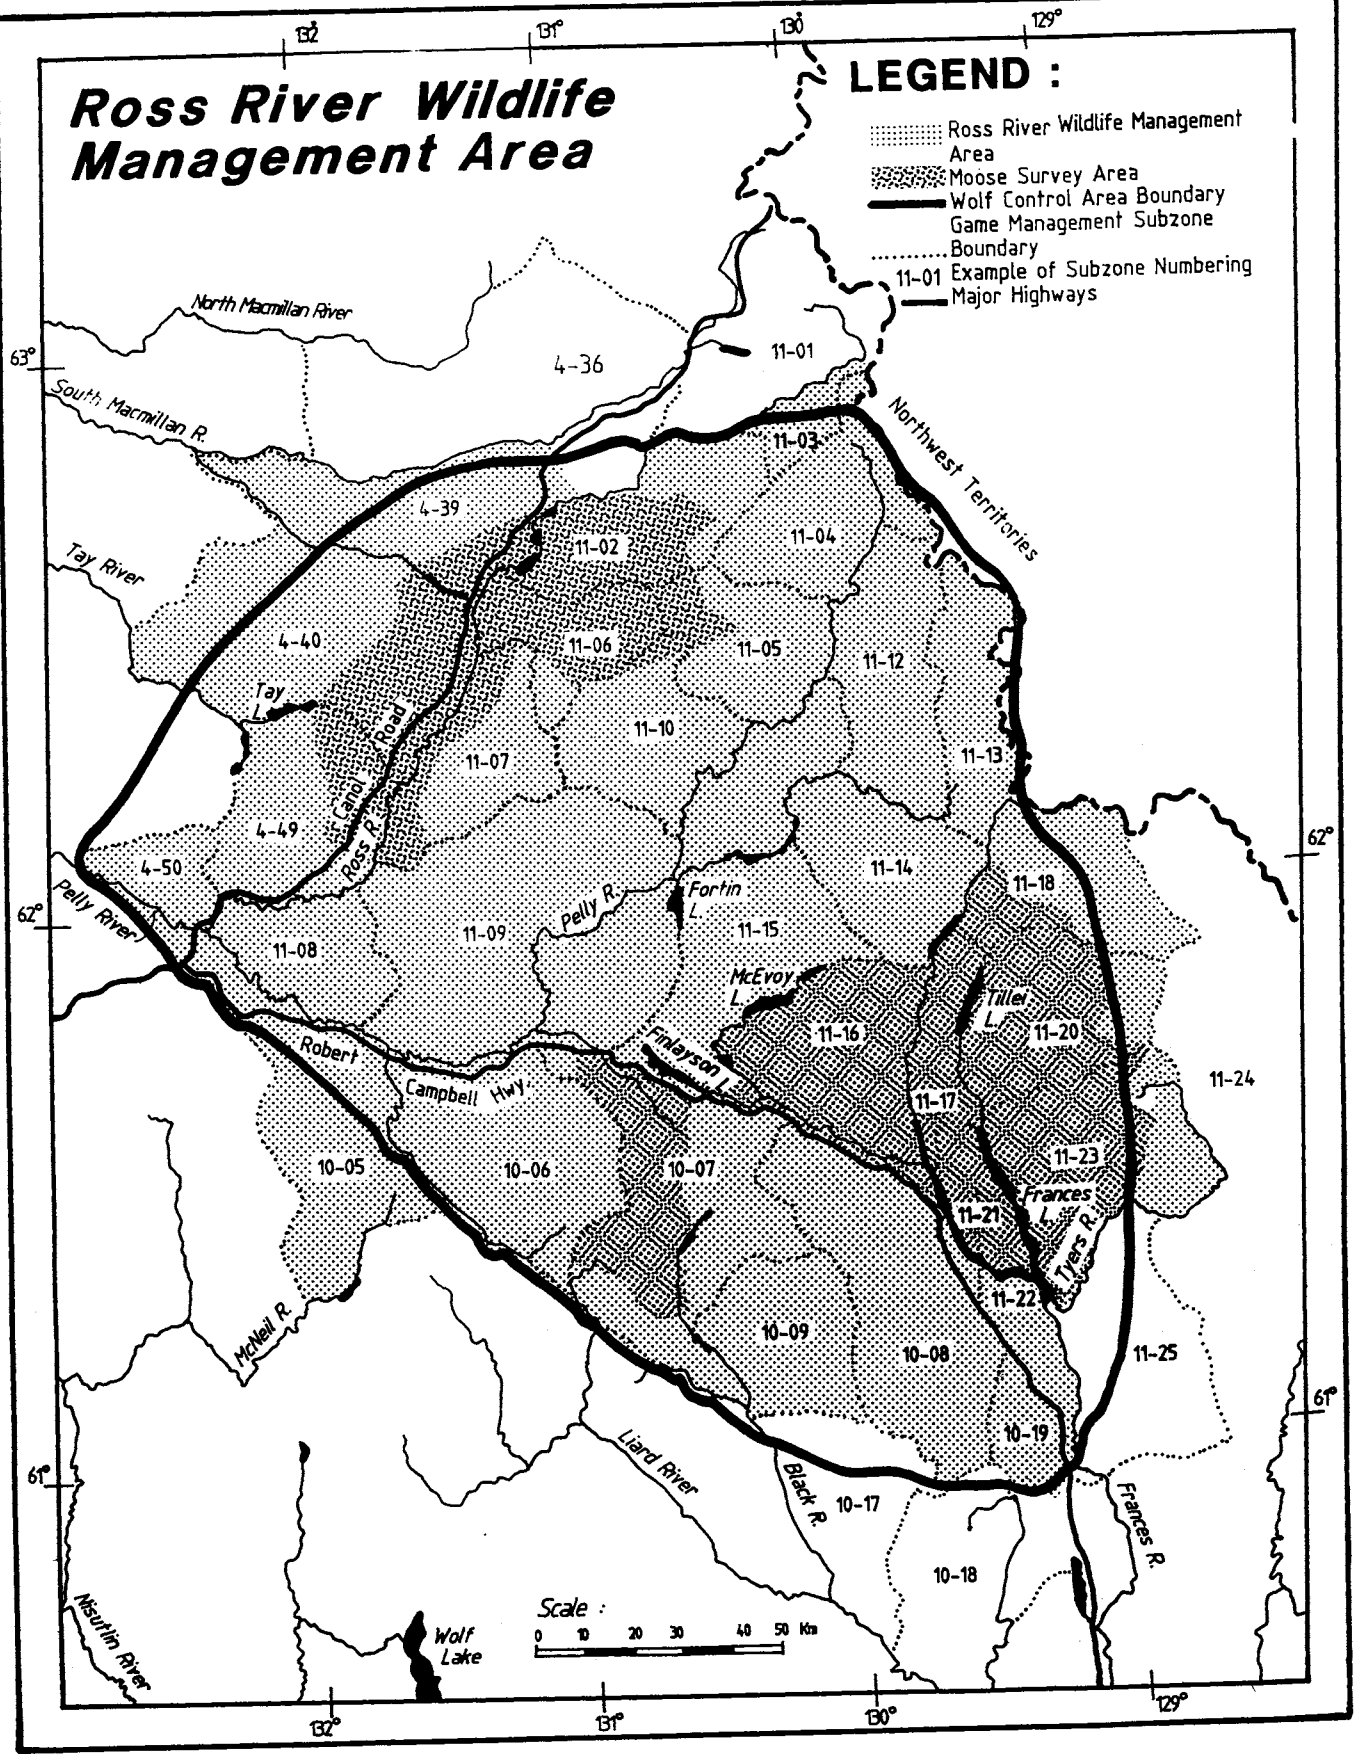 132°
131°
130°
129°
Ross River Wildlife
Management Area
LEGEND :
Ross River Wildlife Management
Area
Moose Survey Area
Wolf Control Area Boundary
Game Management Subzone
Boundary
11-01 Example of Subzone Numbering
Major Highways
North Macmillan River
63°
4-36
11-01
South Macmillan R.
Northwest Territories
11-03
4-39
11-02
11-04
Tay River
4-40
11-06
11-05
11-12
Tay
L.
Canol Road
11-10
11-13
11-07
4-49
Ross R.
62°
4-50
11-14
11-18
Pelly River
62°
Pelly R.
Fortin
L.
11-08
11-09
11-15
McEvoy
L.
Tillei
L.
11-16
11-20
Robert
Campbell Hwy
Finlayson L.
11-24
11-17
10-05
10-06
10-07
11-23
Frances
L.
11-21
Tyers R.
11-22
McNeil R.
10-09
10-08
11-25
61°
10-19
61°
Liard River
Black R.
10-17
Frances R.
10-18
Nisutlin River
Wolf
Lake
Scale :
0 10 20 30 40 50 Km
132°
131°
130°
129°